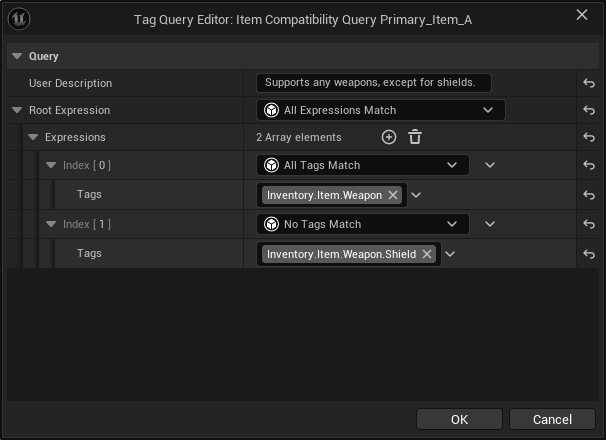 Tag Query Editor: Item Compatibility Query Primary_Item_A
Query
User Description Supports any weapons, except for shields.
Root Expression All Expressions Match
Expressions 2 Array elements
Index [ 0 ] All Tags Match
Tags Inventory.Item.Weapon
Index [ 1 ] No Tags Match
Tags Inventory.Item.Weapon.Shield
OK Cancel